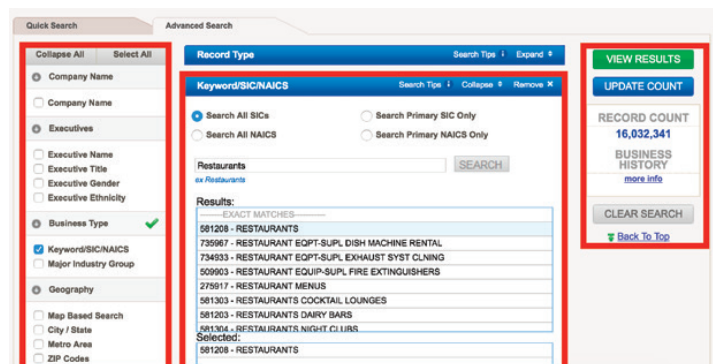 Quick Search
Advanced Search
Collapse All Select All
Company Name
Company Name
Executives
Executive Name
Executive Title
Executive Gender
Executive Ethnicity
Business Type
Keyword/SIC/NAICS
Major Industry Group
Geography
Map Based Search
City / State
Metro Area
ZIP Codes
Record Type Search Tips i Expand
Keyword/SIC/NAICS Search Tips i Collapse Remove X
Search All SICs Search Primary SIC Only
Search All NAICS Search Primary NAICS Only
Restaurants SEARCH
ex Restaurants
Results:
--------EXACT MATCHES--------
581208 - RESTAURANTS
735967 - RESTAURANT EQPT-SUPL DISH MACHINE RENTAL
734933 - RESTAURANT EQPT-SUPL EXHAUST SYST CLNING
509903 - RESTAURANT EQUIP-SUPL FIRE EXTINGUISHERS
275917 - RESTAURANT MENUS
581303 - RESTAURANTS COCKTAIL LOUNGES
581203 - RESTAURANTS DAIRY BARS
581304 - RESTAURANTS NIGHT CLUBS
Selected:
581208 - RESTAURANTS
VIEW RESULTS
UPDATE COUNT
RECORD COUNT
16,032,341
BUSINESS
HISTORY
more info
CLEAR SEARCH
Back To Top